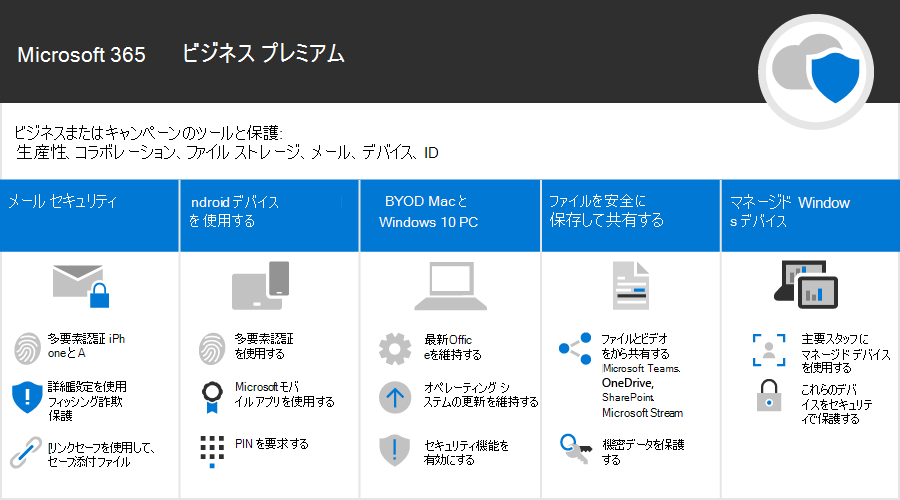 Microsoft 365 ビジネス プレミアム
ビジネスまたはキャンペーンのツールと保護:
生産性、コラボレーション、ファイル ストレージ、メール、デバイス、ID
メール セキュリティ
ndroidデバイス
を使用する
BYOD Macと
Windows 10 PC
ファイルを安全に
保存して共有する
マネージド Window
sデバイス
多要素認証 iPh
oneとA
詳細設定を使用
フィッシング詐欺
保護
[リンクセーフを使用して、
セーフ添付ファイル
多要素認証
を使用する
Microsoftモバ
イル アプリを使用する
PIN を要求する
最新Offic
eを維持する
オペレーティング シ
ステムの更新を維持する
セキュリティ機能を
有効にする
ファイルとビデオ
をから共有する
Microsoft Teams.
OneDrive,
SharePoint.
Microsoft Stream
機密データを保護
する
主要スタッフに
マネージド デバイス
を使用する
これらのデバ
イスをセキュリ
ティで保護する